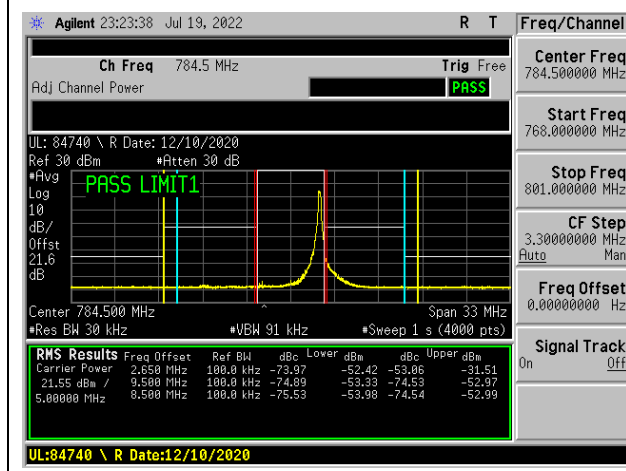 Agilent 23:23:38 Jul 19, 2022 R T Freq/Channel
Ch Freq 784.5 MHz Trig Free
Adj Channel Power PASS
Center Freq
784.500000 MHz
Start Freq
768.000000 MHz
Stop Freq
801.000000 MHz
CF Step
3.30000000 MHz
Auto Man
Freq Offset
0.00000000 Hz
Signal Track
On Off
UL: 84740 \ R Date: 12/10/2020
Ref 30 dBm #Atten 30 dB
#Avg
Log
10
dB/
Offst
21.6
dB
PASS LIMIT1
Center 784.500 MHz Span 33 MHz
#Res BW 30 kHz #VBW 91 kHz #Sweep 1 s (4000 pts)
RMS Results Freq Offset Ref BW dBc Lower dBm dBc Upper dBm
Carrier Power 2.650 MHz 100.0 kHz -73.97 -52.42 -53.06 -31.51
21.55 dBm / 9.500 MHz 100.0 kHz -74.89 -53.33 -74.53 -52.97
5.00000 MHz 8.500 MHz 100.0 kHz -75.53 -53.98 -74.54 -52.99
UL:84740 \ R Date:12/10/2020